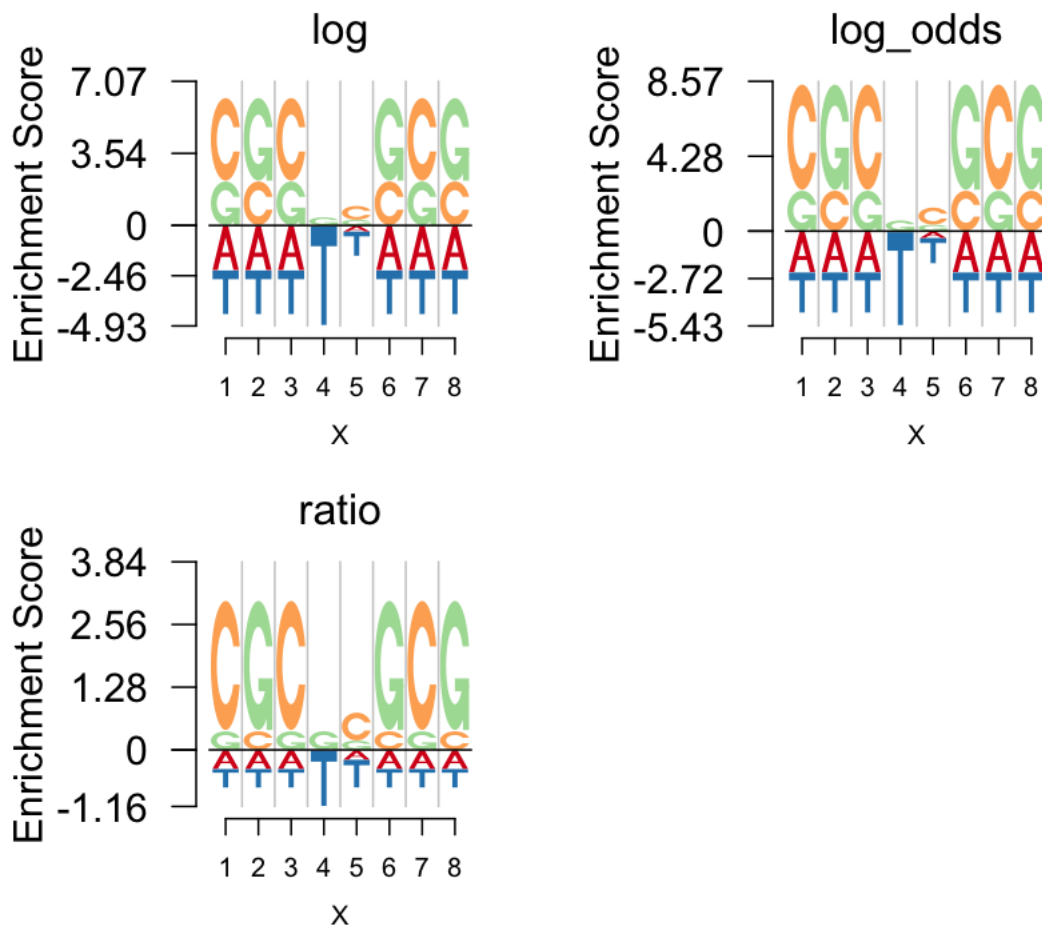 log
Enrichment Score
7.07
3.54
0
-2.46
-4.93
C G C G C G
G C G G C C G C
A A A A T A A A
T T T T T T T
1 2 3 4 5 6 7 8
X
log_odds
Enrichment Score
8.57
4.28
0
-2.72
-5.43
C G C G C G
G C G G C C G C
A A A T A A A A
T T T T T T T
1 2 3 4 5 6 7 8
X
ratio
Enrichment Score
3.84
2.56
1.28
0
-1.16
C G C C G C G
G C G G G C G C
A A A T A A A A
T T T T T T T
1 2 3 4 5 6 7 8
X